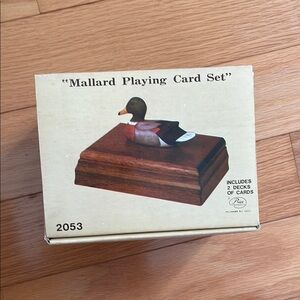 "Mallard Playing Card Set"
INCLUDES
2 DECKS
OF CARDS
2053